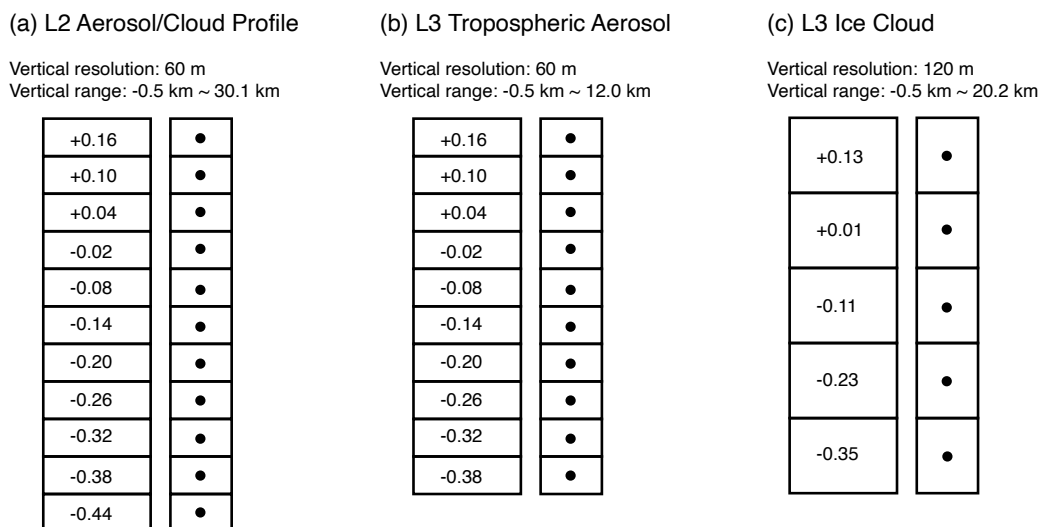 (a) L2 Aerosol/Cloud Profile
Vertical resolution: 60 m
Vertical range: -0.5 km ~ 30.1 km
+0.16
+0.10
+0.04
-0.02
-0.08
-0.14
-0.20
-0.26
-0.32
-0.38
-0.44
(b) L3 Tropospheric Aerosol
Vertical resolution: 60 m
Vertical range: -0.5 km ~ 12.0 km
+0.16
+0.10
+0.04
-0.02
-0.08
-0.14
-0.20
-0.26
-0.32
-0.38
(c) L3 Ice Cloud
Vertical resolution: 120 m
Vertical range: -0.5 km ~ 20.2 km
+0.13
+0.01
-0.11
-0.23
-0.35